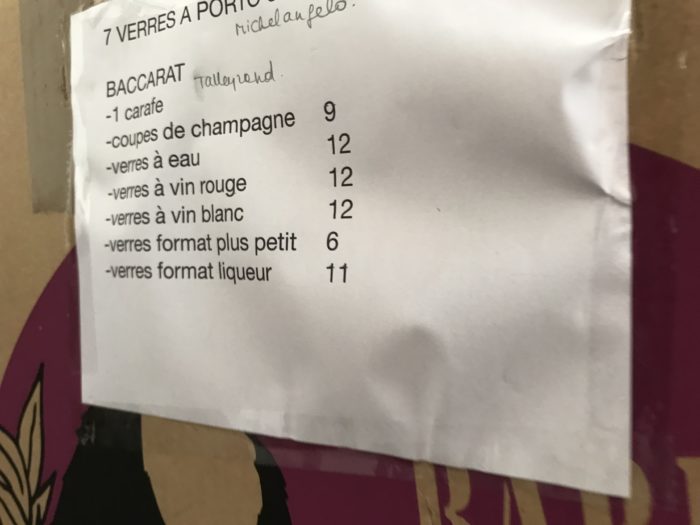 7 VERRES A PORTO
Michelangelo.
BACCARAT Talleyrand.
-1 carafe
-coupes de champagne 9
-verres à eau 12
-verres à vin rouge 12
-verres à vin blanc 12
-verres format plus petit 6
-verres format liqueur 11